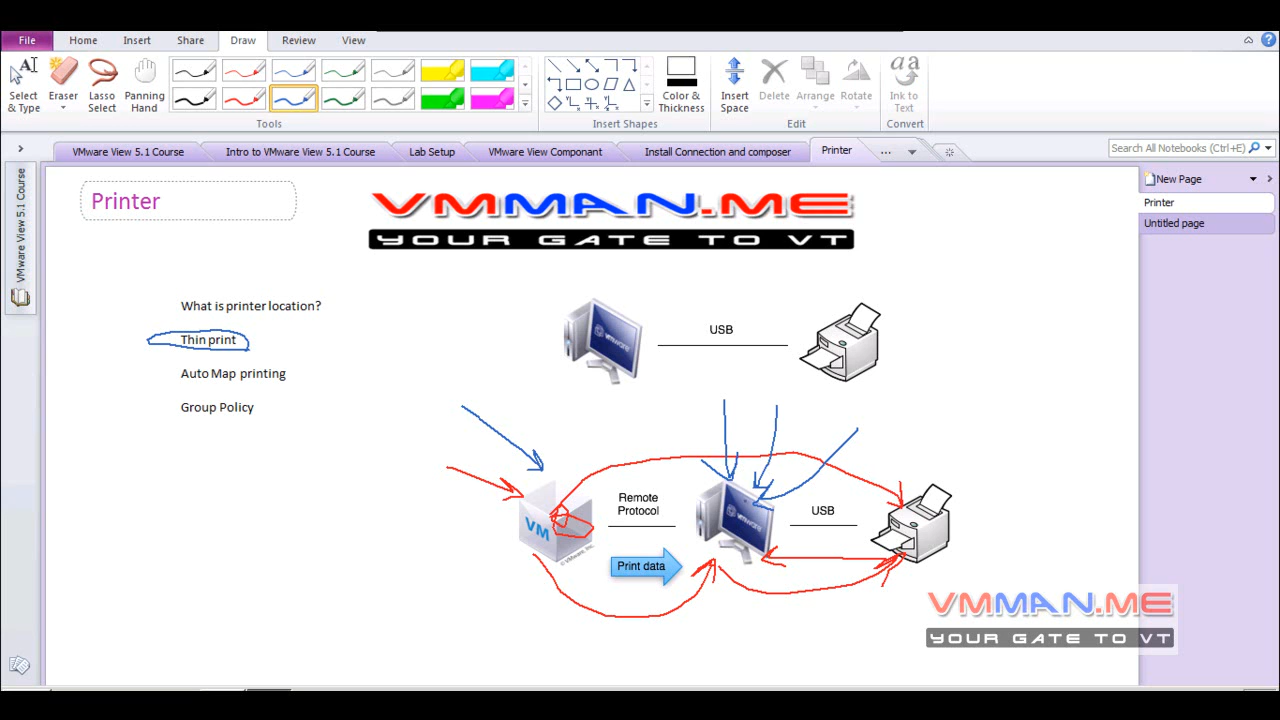 File Home Insert Share Draw Review View
Select & Type
Eraser
Lasso Select
Panning Hand
Color & Thickness
Insert Space
Delete
Arrange
Rotate
Ink to Text
Tools
Insert Shapes
Edit
Convert
VMware View 5.1 Course
Intro to VMware View 5.1 Course
Lab Setup
VMware View Component
Install Connection and composer
Printer
...
Search All Notebooks (Ctrl+E)
VMware View 5.1 Course
New Page
Printer
Untitled page
Printer
VMMAN.ME
YOUR GATE TO VT
What is printer location?
Thin print
Auto Map printing
Group Policy
USB
vmware
VM
© VMware, Inc.
Remote
Protocol
Print data
vmware
USB
VMMAN.ME
YOUR GATE TO VT